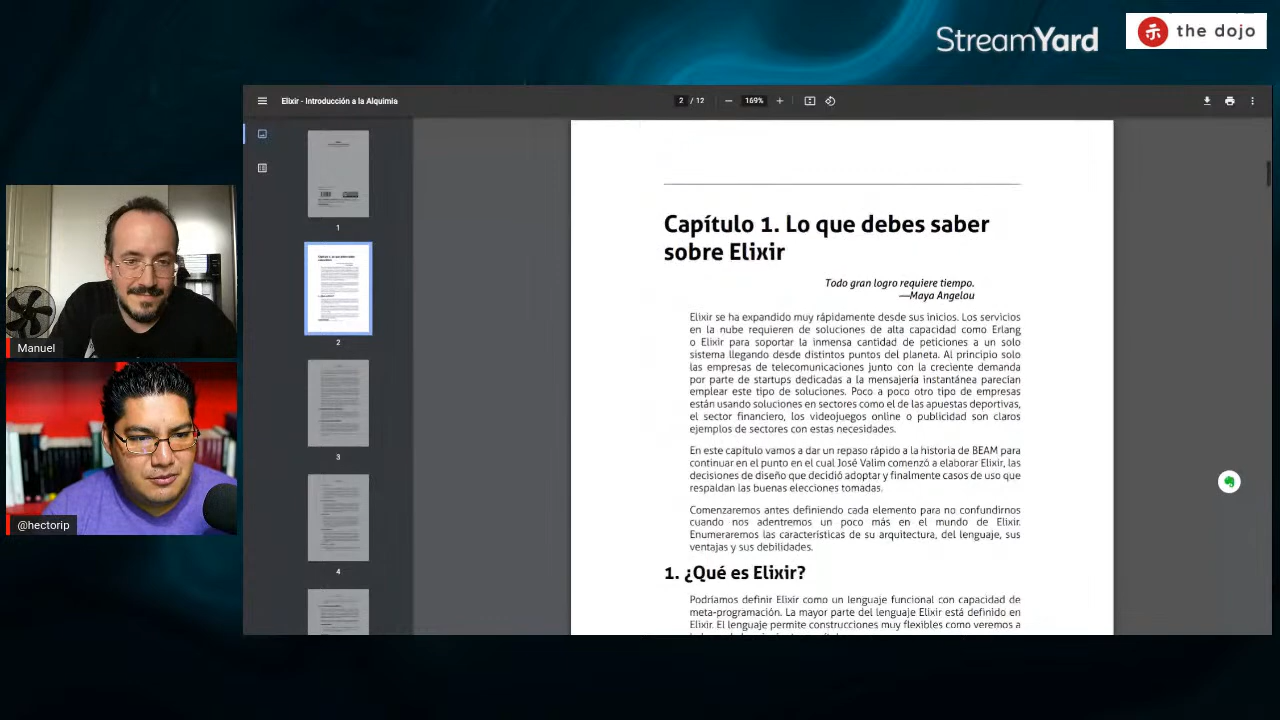 StreamYard
the dojo
Elixir - Introducción a la Alquimia
2 / 12
169%
1
2
3
4
Manuel
@hectorip
Capítulo 1. Lo que debes saber
sobre Elixir
Todo gran logro requiere tiempo.
—Maya Angelou
Elixir se ha expandido muy rápidamente desde sus inicios. Los servicios
en la nube requieren de soluciones de alta capacidad como Erlang
o Elixir para soportar la inmensa cantidad de peticiones a un solo
sistema llegando desde distintos puntos del planeta. Al principio solo
las empresas de telecomunicaciones junto con la creciente demanda
por parte de startups dedicadas a la mensajería instantánea parecían
emplear este tipo de soluciones. Poco a poco otro tipo de empresas
están usando soluciones en sectores como el de las apuestas deportivas,
el sector financiero, los videojuegos online o publicidad son claros
ejemplos de sectores con estas necesidades.
En este capítulo vamos a dar un repaso rápido a la historia de BEAM para
continuar en el punto en el cual José Valim comenzó a elaborar Elixir, las
decisiones de diseño que decidió adoptar y finalmente casos de uso que
respaldan las buenas elecciones tomadas.
Comenzaremos antes definiendo cada elemento para no confundirnos
cuando nos adentremos un poco más en el mundo de Elixir.
Enumeraremos las características de su arquitectura, del lenguaje, sus
ventajas y sus debilidades.
1. ¿Qué es Elixir?
Podríamos definir Elixir como un lenguaje funcional con capacidad de
meta-programación. La mayor parte del lenguaje Elixir está definido en
Elixir. El lenguaje permite construcciones muy flexibles como veremos a